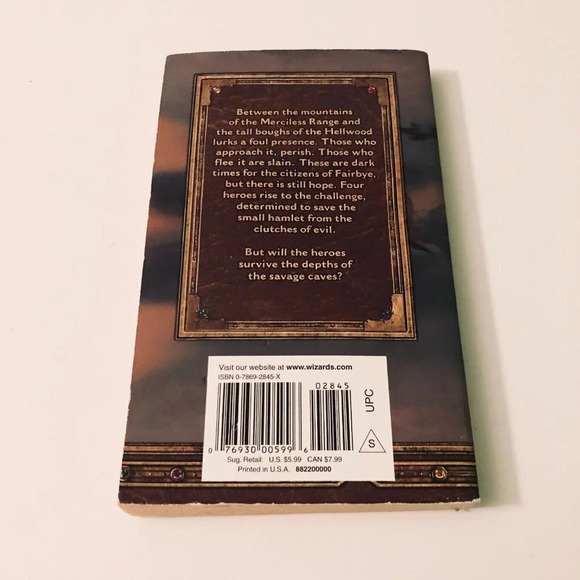 Between the mountains
of the Merciless Range and
the tall boughs of the Hellwood
lurks a foul presence. Those who
approach it, perish. Those who
flee it are slain. These are dark
times for the citizens of Fairbye,
but there is still hope. Four
heroes rise to the challenge,
determined to save the
small hamlet from the
clutches of evil.
But will the heroes
survive the depths of
the savage caves?
Visit our website at www.wizards.com
ISBN 0-7869-2845-X
02845
UPC
S
0 76930 00599 6
Sug. Retail: U.S. $5.99 CAN $7.99
Printed in U.S.A. 882200000